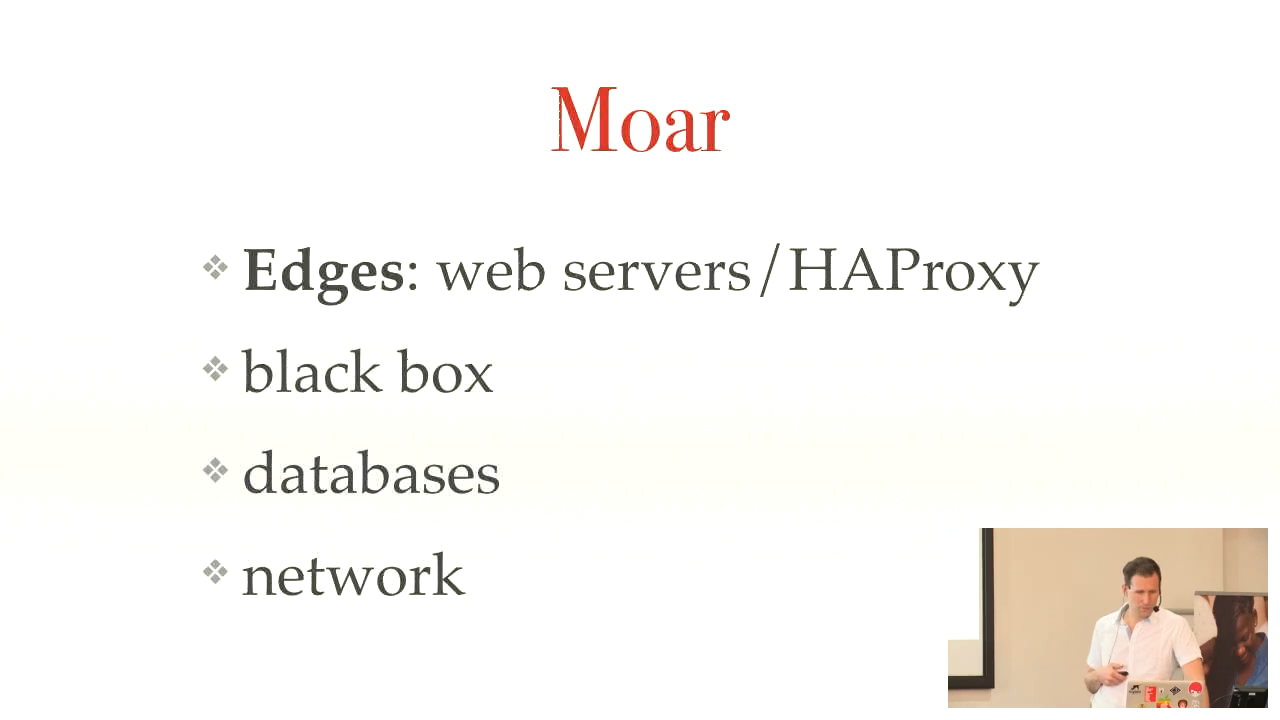 Moar
Edges: web servers/HAProxy
black box
databases
network